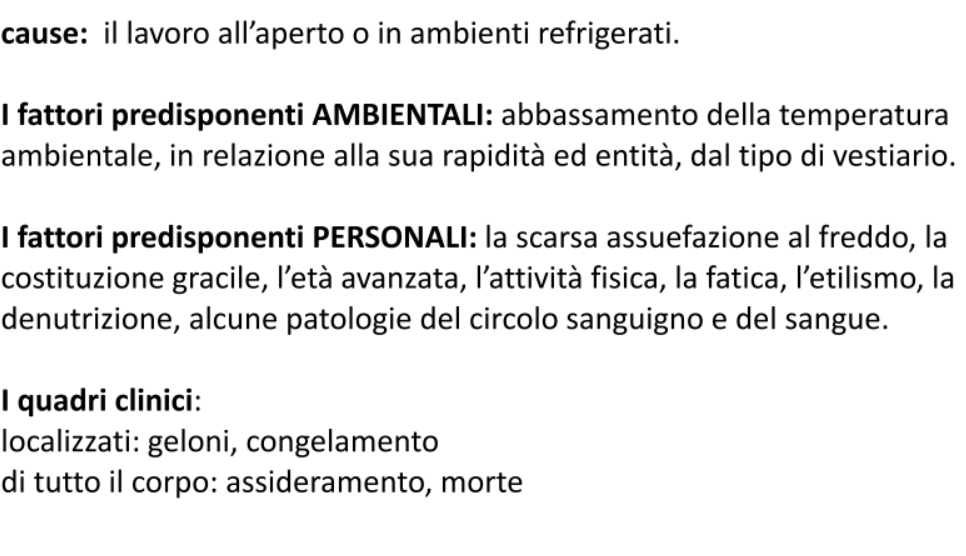 cause: il lavoro all’aperto o in ambienti refrigerati.
I fattori predisponenti AMBIENTALI: abbassamento della temperatura
ambientale, in relazione alla sua rapidità ed entità, dal tipo di vestiario.
I fattori predisponenti PERSONALI: la scarsa assuefazione al freddo, la
costituzione gracile, l’età avanzata, l’attività fisica, la fatica, l’etilismo, la
denutrizione, alcune patologie del circolo sanguigno e del sangue.
I quadri clinici:
localizzati: geloni, congelamento
di tutto il corpo: assideramento, morte